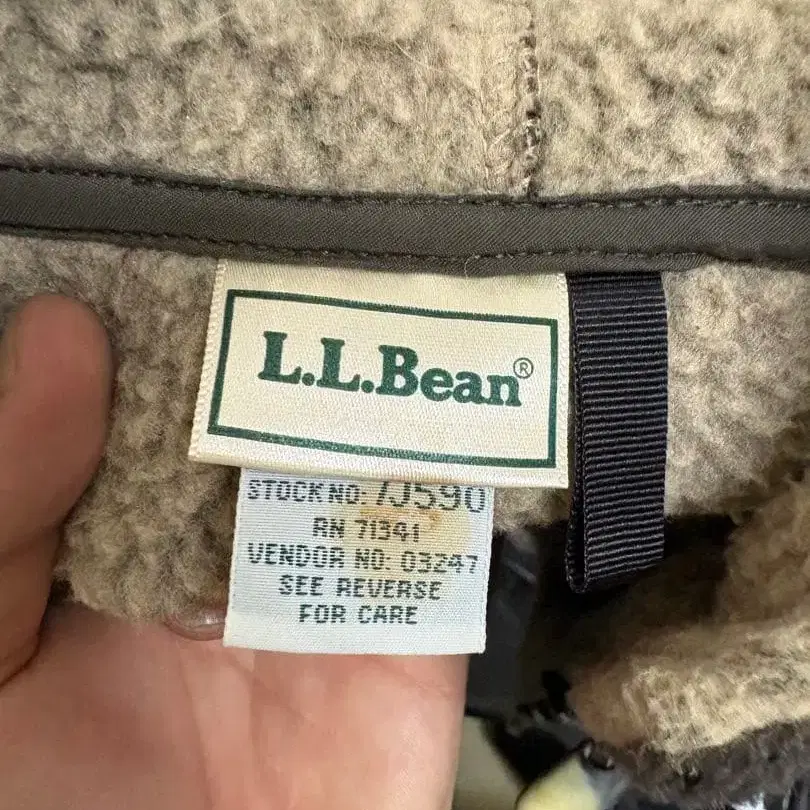 L.L.Bean®
STOCK NO: 7J590
RN 71341
VENDOR NO: 03247
SEE REVERSE
FOR CARE